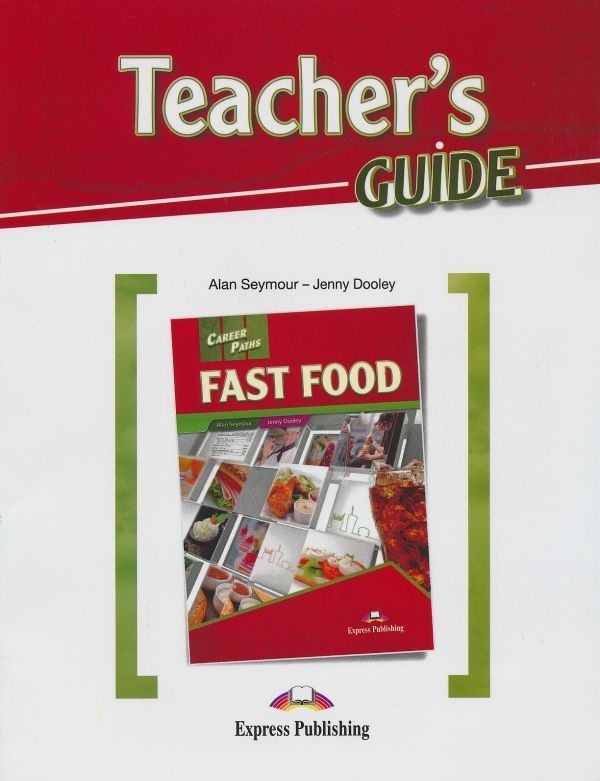 Teacher's
GUIDE
Alan Seymour – Jenny Dooley
CAREER
PATHS
FAST FOOD
Alan Seymour Jenny Dooley
Express Publishing
Express Publishing